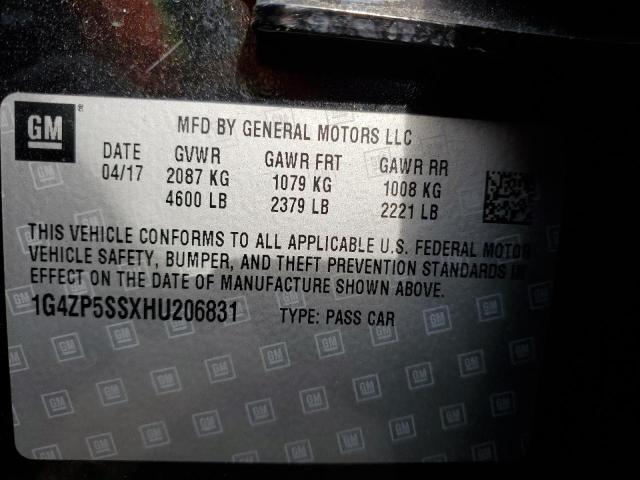 GM
MFD BY GENERAL MOTORS LLC
DATE GVWR GAWR FRT GAWR RR
04/17 2087 KG 1079 KG 1008 KG
4600 LB 2379 LB 2221 LB
THIS VEHICLE CONFORMS TO ALL APPLICABLE U.S. FEDERAL MOTOR
VEHICLE SAFETY, BUMPER, AND THEFT PREVENTION STANDARDS IN
EFFECT ON THE DATE OF MANUFACTURE SHOWN ABOVE.
1G4ZP5SSXHU206831 TYPE: PASS CAR